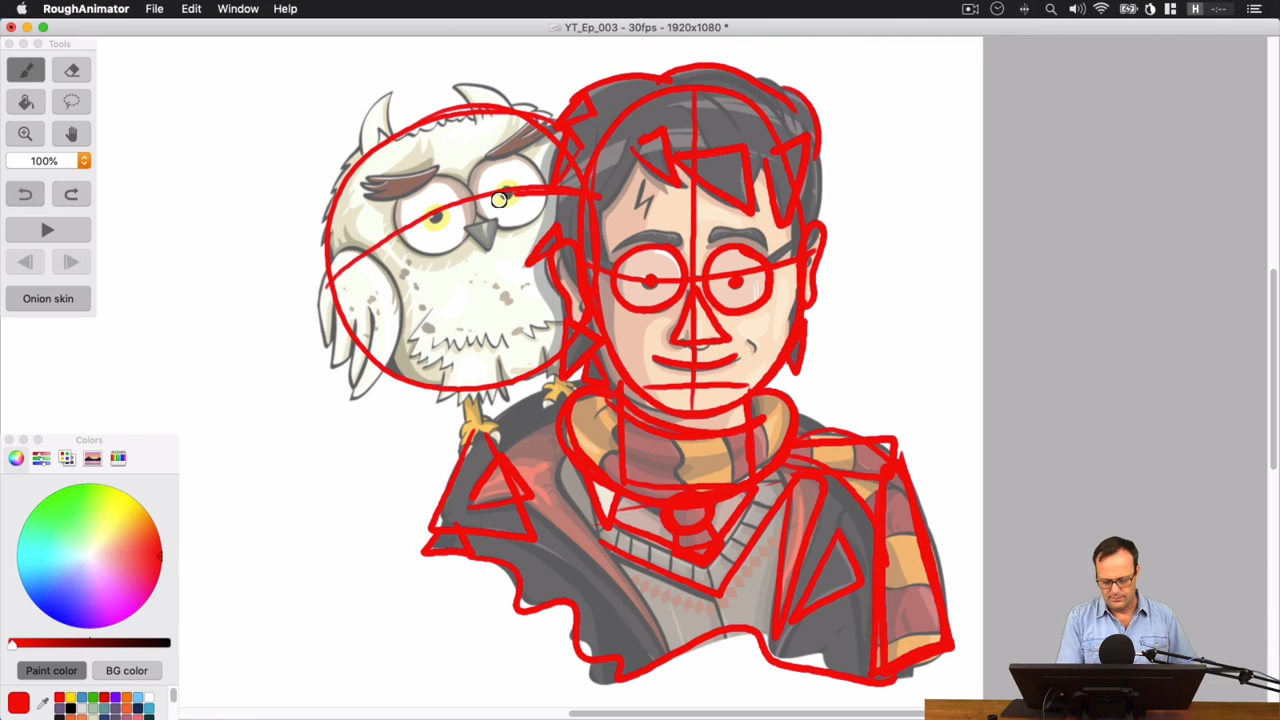 RoughAnimator File Edit Window Help
H -:--
YT_Ep_003 - 30fps - 1920x1080 *
Tools
100%
Onion skin
Colors
Paint color BG color